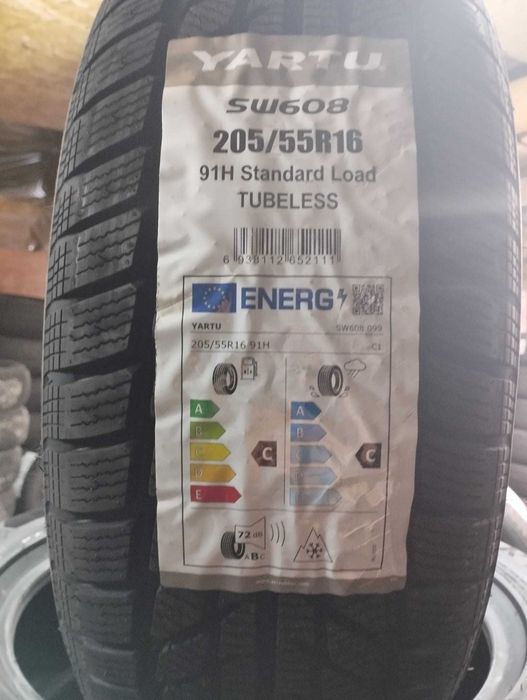 YARTU
SW608
205/55R16
91H Standard Load
TUBELESS
6 938112 652111
ENERG
YARTU SW608 099
205/55R16 91H C1
A A
B B
C C C C
D D
E E
72 dB
ABC